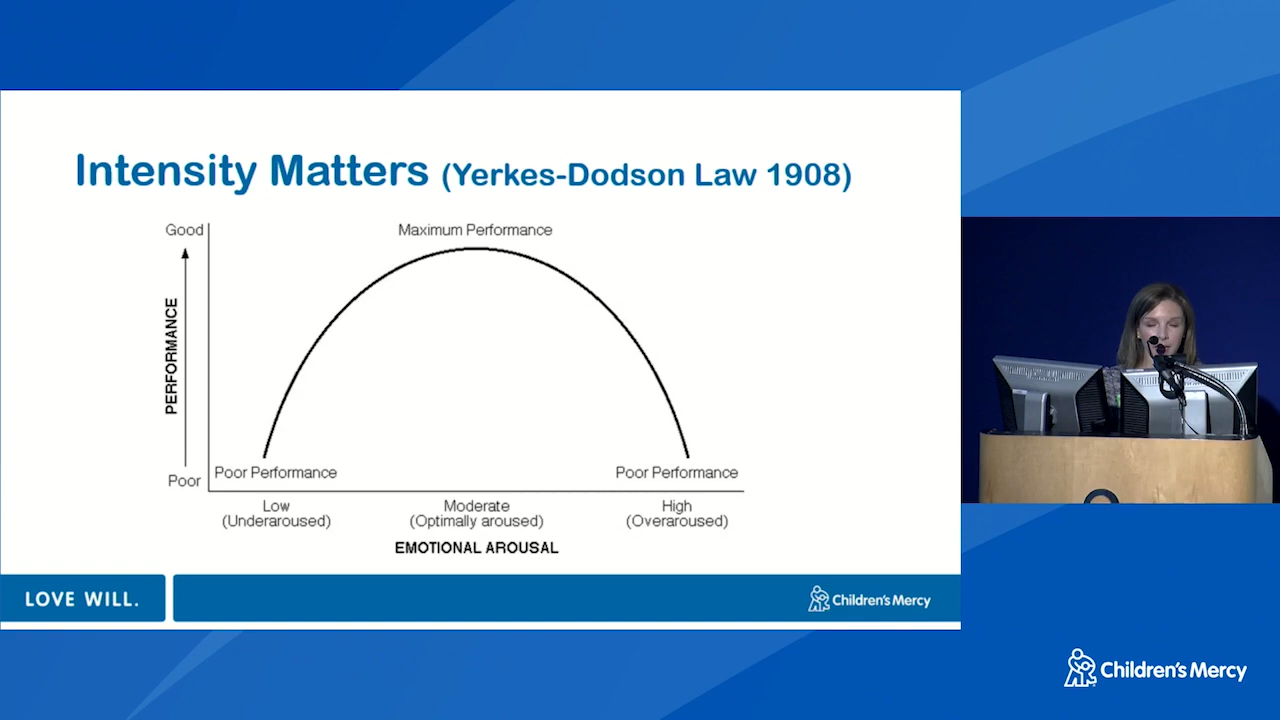 Intensity Matters (Yerkes-Dodson Law 1908)
Good
Maximum Performance
PERFORMANCE
Poor
Poor Performance
Poor Performance
Low
(Underaroused)
Moderate
(Optimally aroused)
High
(Overaroused)
EMOTIONAL AROUSAL
LOVE WILL.
Children's Mercy
Children's Mercy